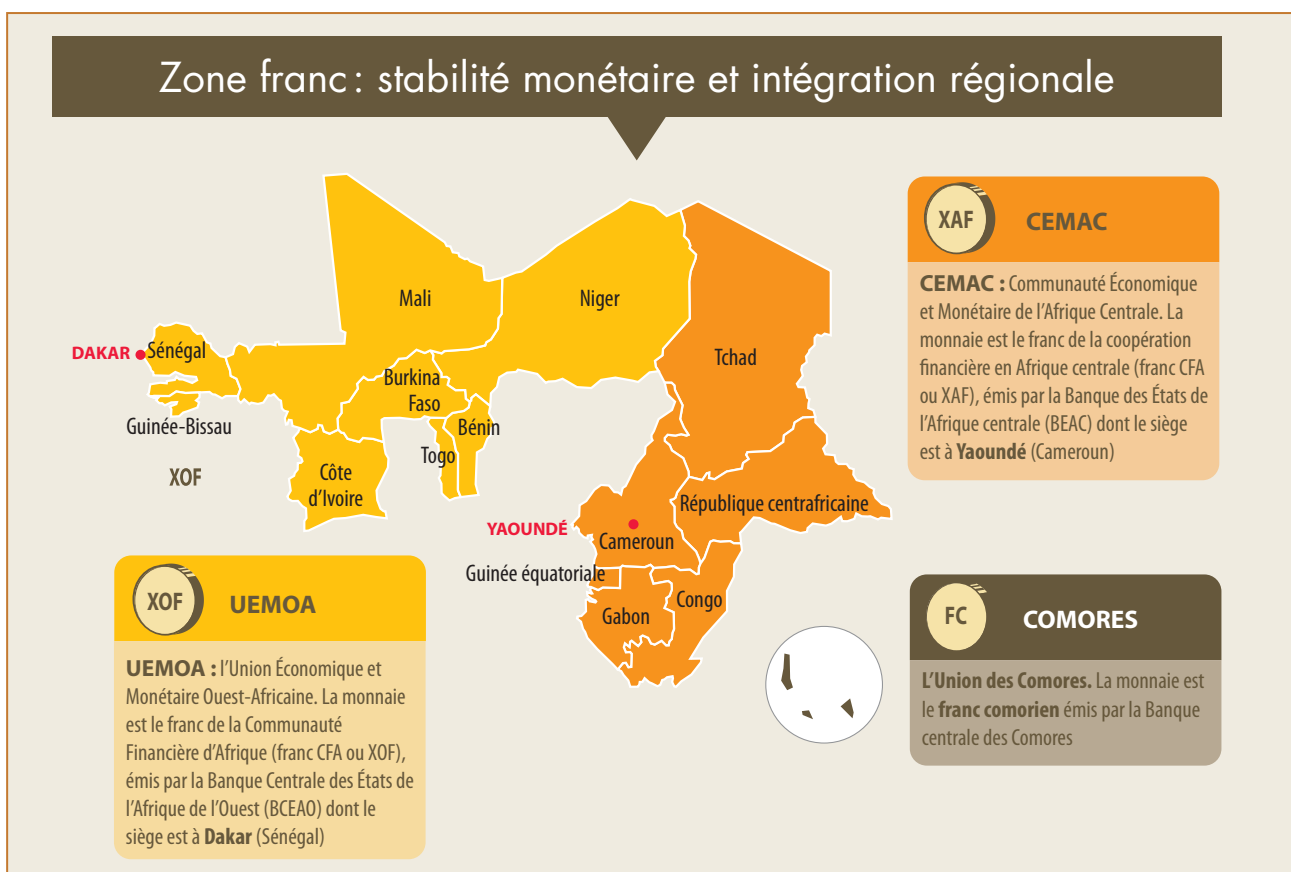 Zone franc : stabilité monétaire et intégration régionale
XAF
CEMAC
CEMAC : Communauté Économique
et Monétaire de l'Afrique Centrale. La
monnaie est le franc de la coopération
financière en Afrique centrale (franc CFA
ou XAF), émis par la Banque des États de
l'Afrique centrale (BEAC) dont le siège
est à Yaoundé (Cameroun)
Mali
Niger
Tchad
DAKAR
Sénégal
Burkina
Faso
Bénin
Guinée-Bissau
Togo
XOF
Côte
d'Ivoire
République centrafricaine
YAOUNDÉ
Cameroun
Guinée équatoriale
Gabon
Congo
XOF
UEMOA
UEMOA : l'Union Économique et
Monétaire Ouest-Africaine. La monnaie
est le franc de la Communauté
Financière d'Afrique (franc CFA ou XOF),
émis par la Banque Centrale des États de
l'Afrique de l'Ouest (BCEAO) dont le
siège est à Dakar (Sénégal)
FC
COMORES
L'Union des Comores. La monnaie est
le franc comorien émis par la Banque
centrale des Comores